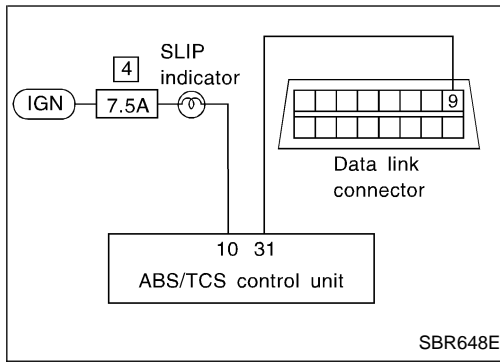 SLIP
4
indicator
IGN
7.5A
9
Data link
connector
10 31
ABS/TCS control unit
SBR648E